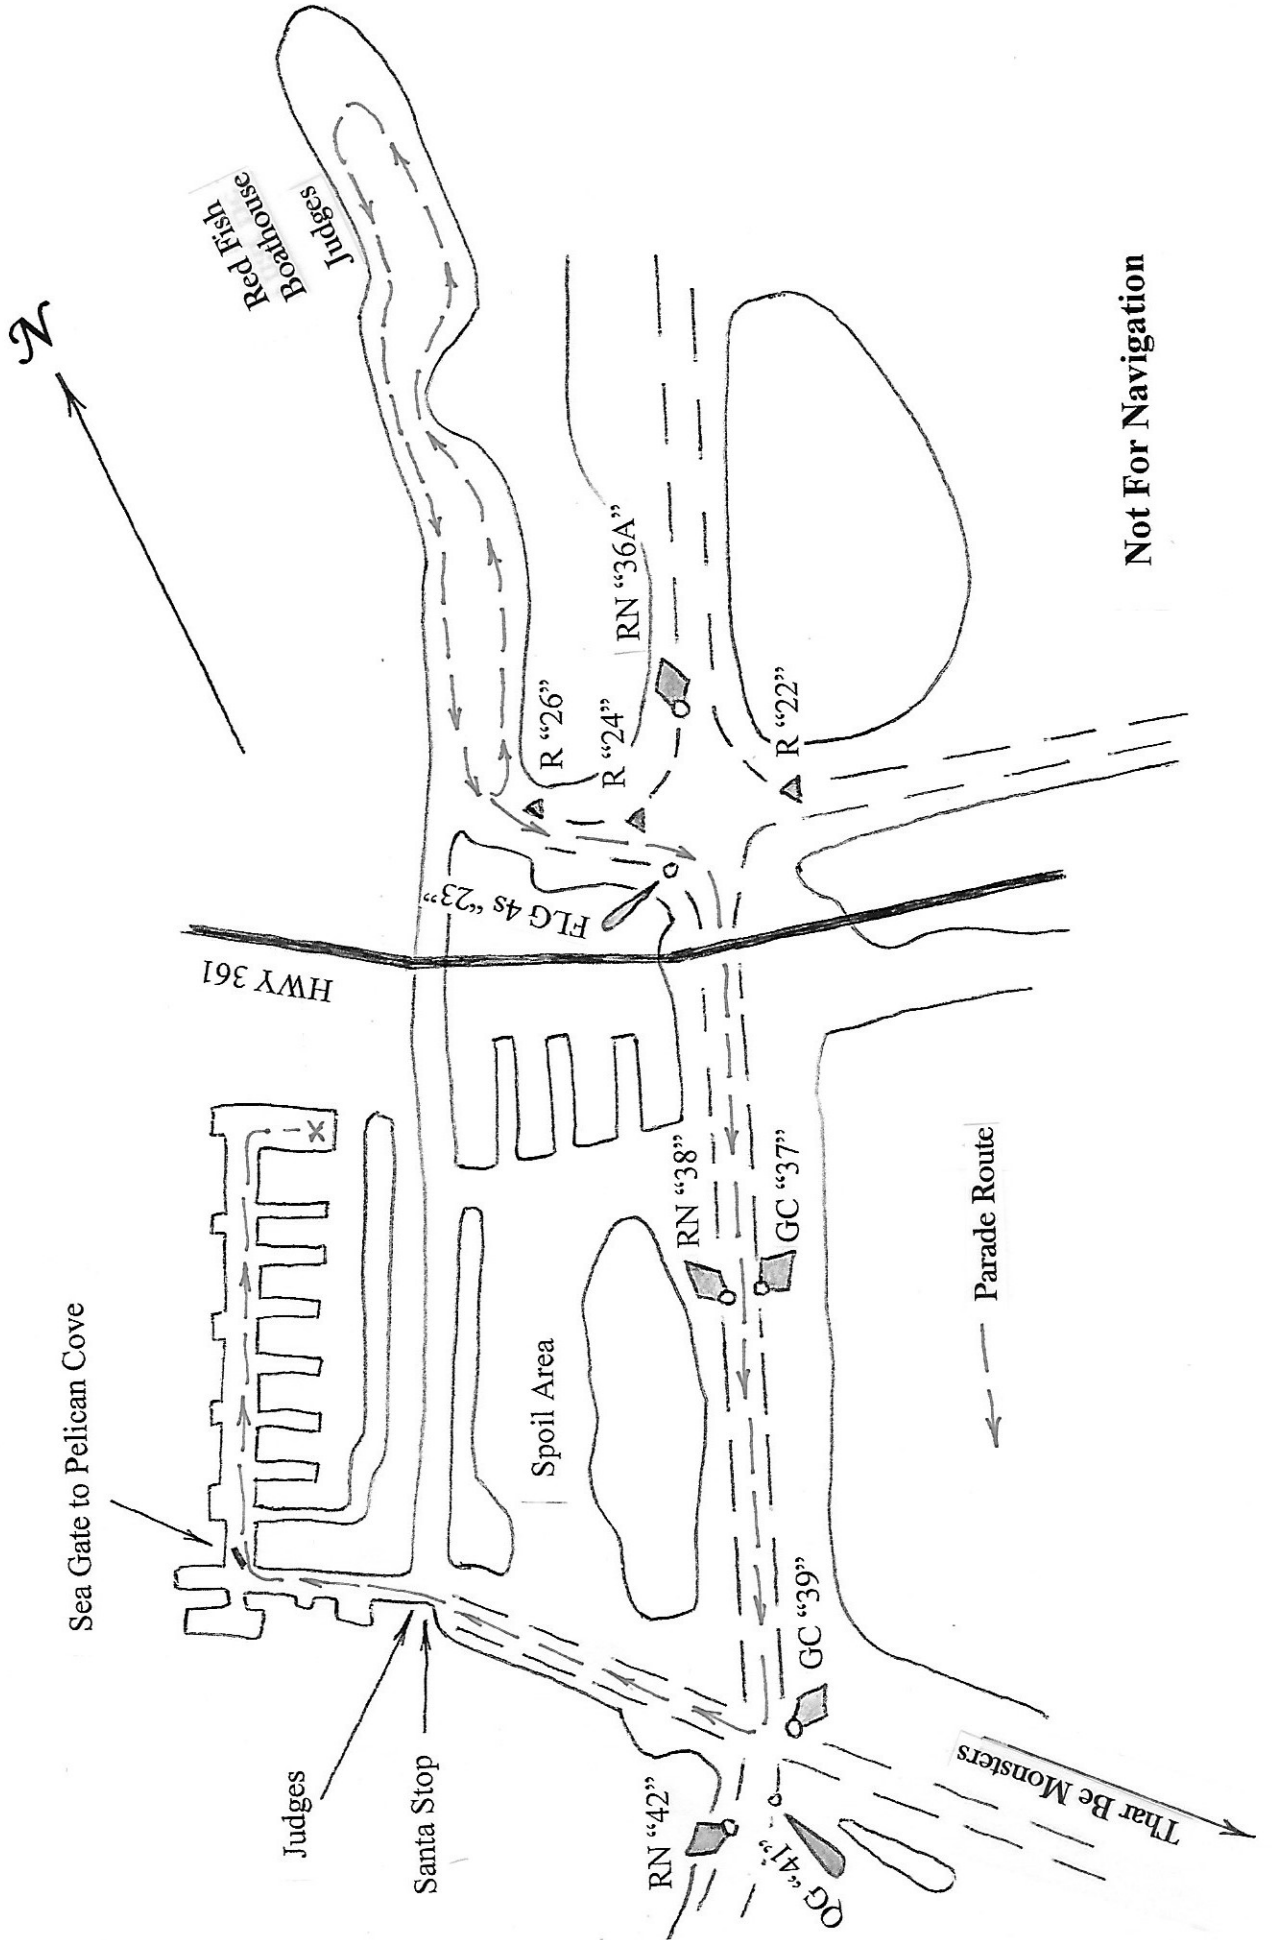 N
Red Fish
Boathouse
Judges
Not For Navigation
RN “36A”
R “26”
R “24”
R “22”
FLG 4s “23”
HWY 361
X
Sea Gate to Pelican Cove
RN “38”
GC “37”
Parade Route
Spoil Area
GC “39”
Judges
Santa Stop
RN “42”
QG “41”
Thar Be Monsters